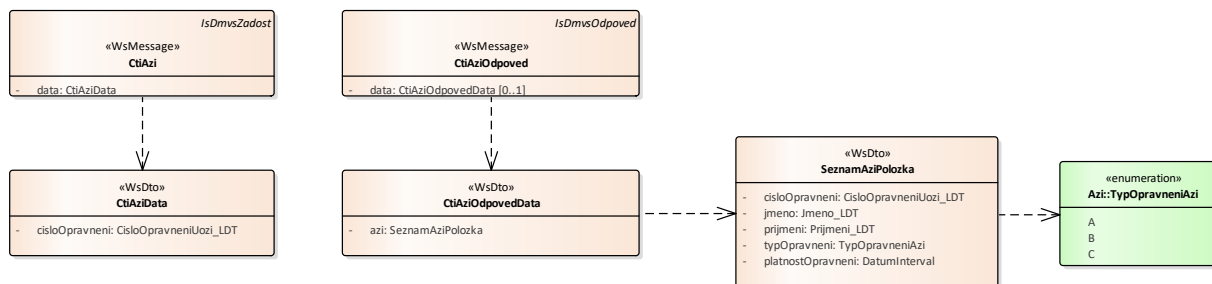 IsDmvsZadost
«WsMessage»
CtiAzi
- data: CtiAziData
IsDmvsOdpoved
«WsMessage»
CtiAziOdpoved
- data: CtiAziOdpovedData [0..1]
«WsDto»
CtiAziData
- cisloOpravneni: CisloOpravneniUozi_LDT
«WsDto»
CtiAziOdpovedData
- azi: SeznamAziPolozka
«WsDto»
SeznamAziPolozka
- cisloOpravneni: CisloOpravneniUozi_LDT
- jmeno: Jmeno_LDT
- prijmeni: Prijmeni_LDT
- typOpravneni: TypOpravneniAzi
- platnostOpravneni: DatumInterval
«enumeration»
Azi::TypOpravneniAzi
A
B
C